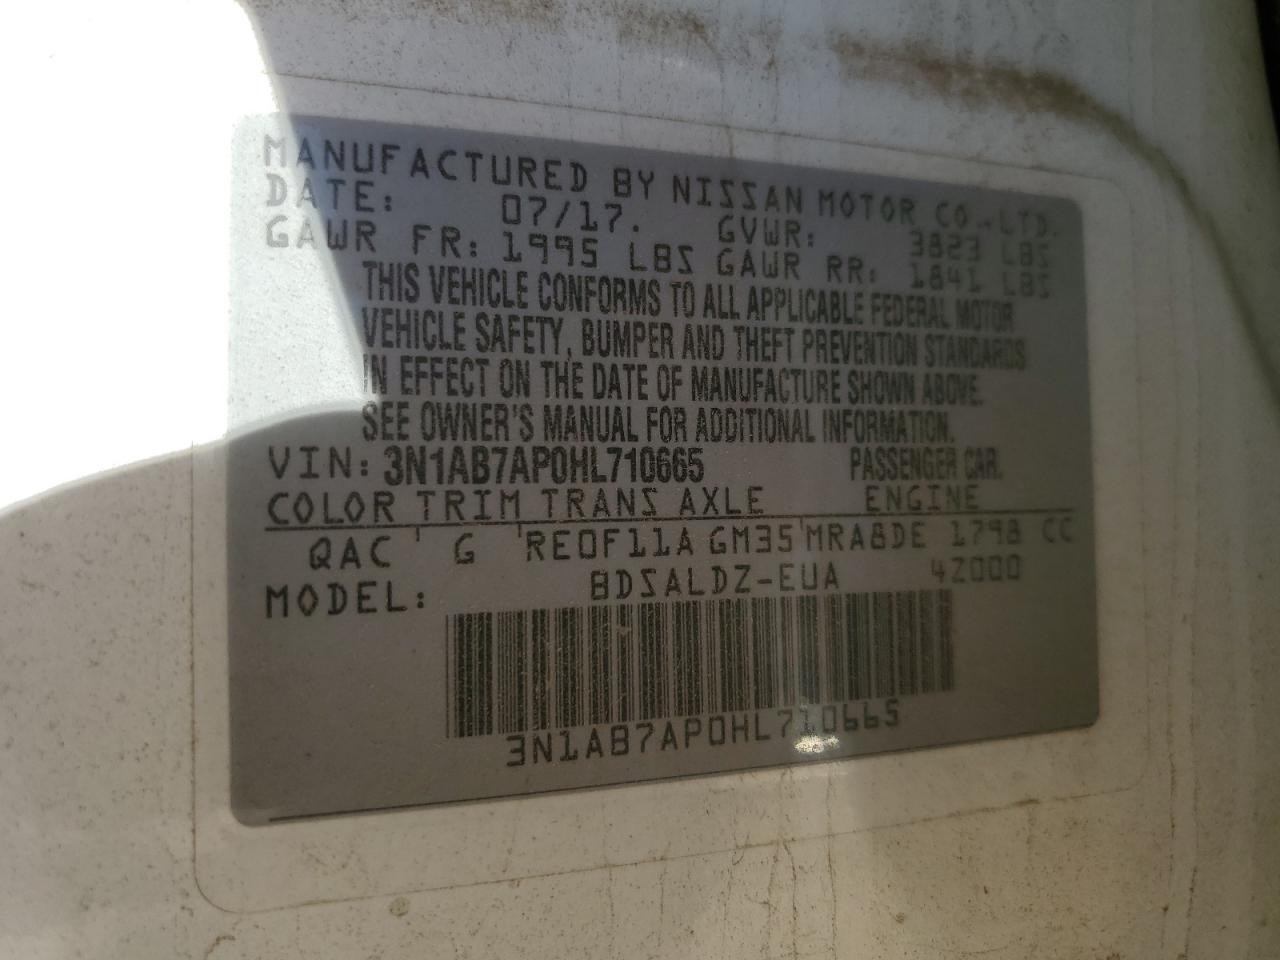 MANUFACTURED BY NISSAN MOTOR CO.,LTD.
DATE: 07/17. GVWR: 3823 LBS
GAWR FR: 1995 LBS GAWR RR: 1841 LBS
THIS VEHICLE CONFORMS TO ALL APPLICABLE FEDERAL MOTOR
VEHICLE SAFETY, BUMPER AND THEFT PREVENTION STANDARDS
IN EFFECT ON THE DATE OF MANUFACTURE SHOWN ABOVE.
SEE OWNER'S MANUAL FOR ADDITIONAL INFORMATION.
VIN: 3N1AB7AP0HL710665 PASSENGER CAR.
COLOR TRIM TRANS AXLE ENGINE
QAC G RE0F11A GM35 MRA8DE 1798 CC
MODEL: BDSALDZ-EUA 4Z000
3N1AB7AP0HL710665